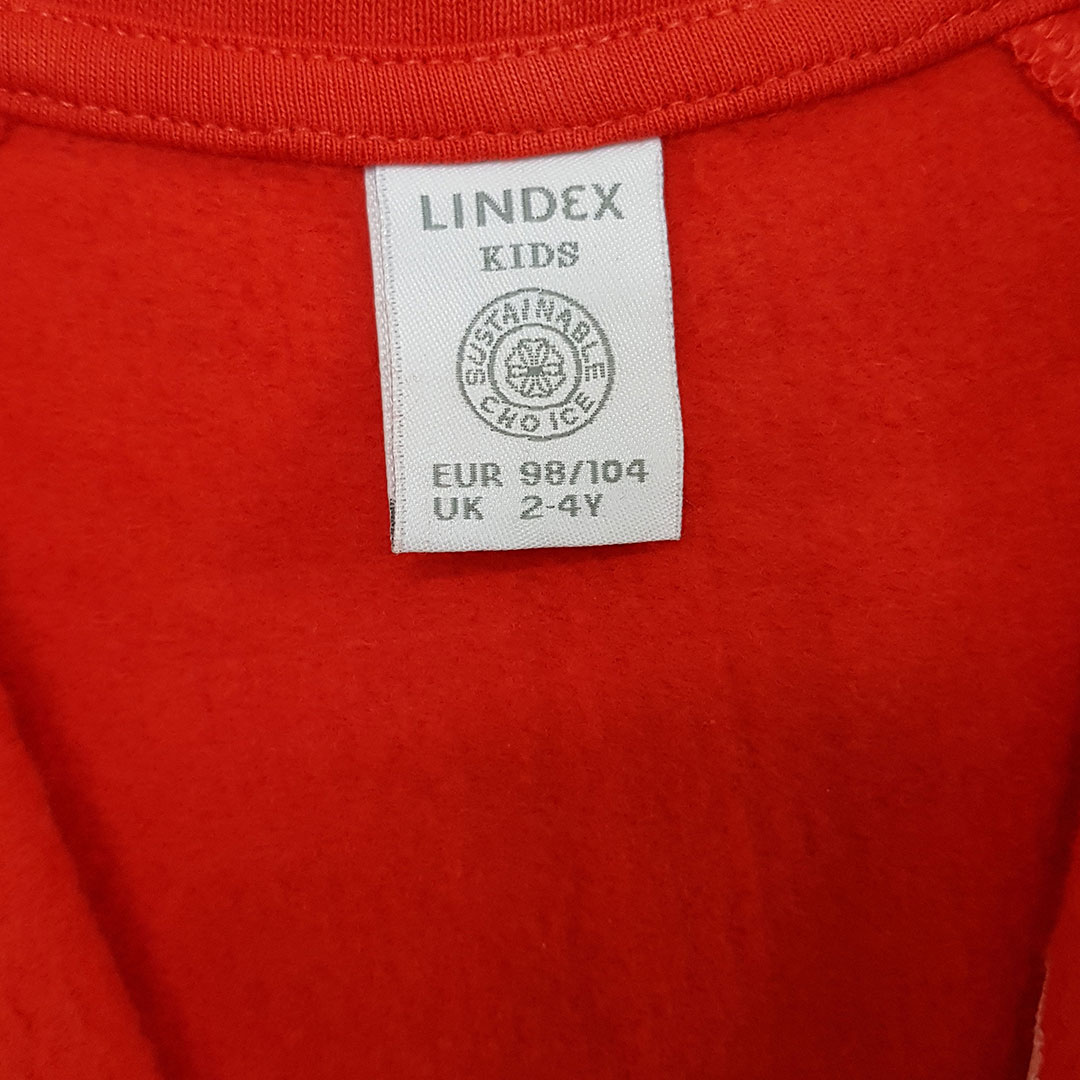 LINDEX
KIDS
SUSTAINABLE
CHOICE
EUR 98/104
UK 2-4Y